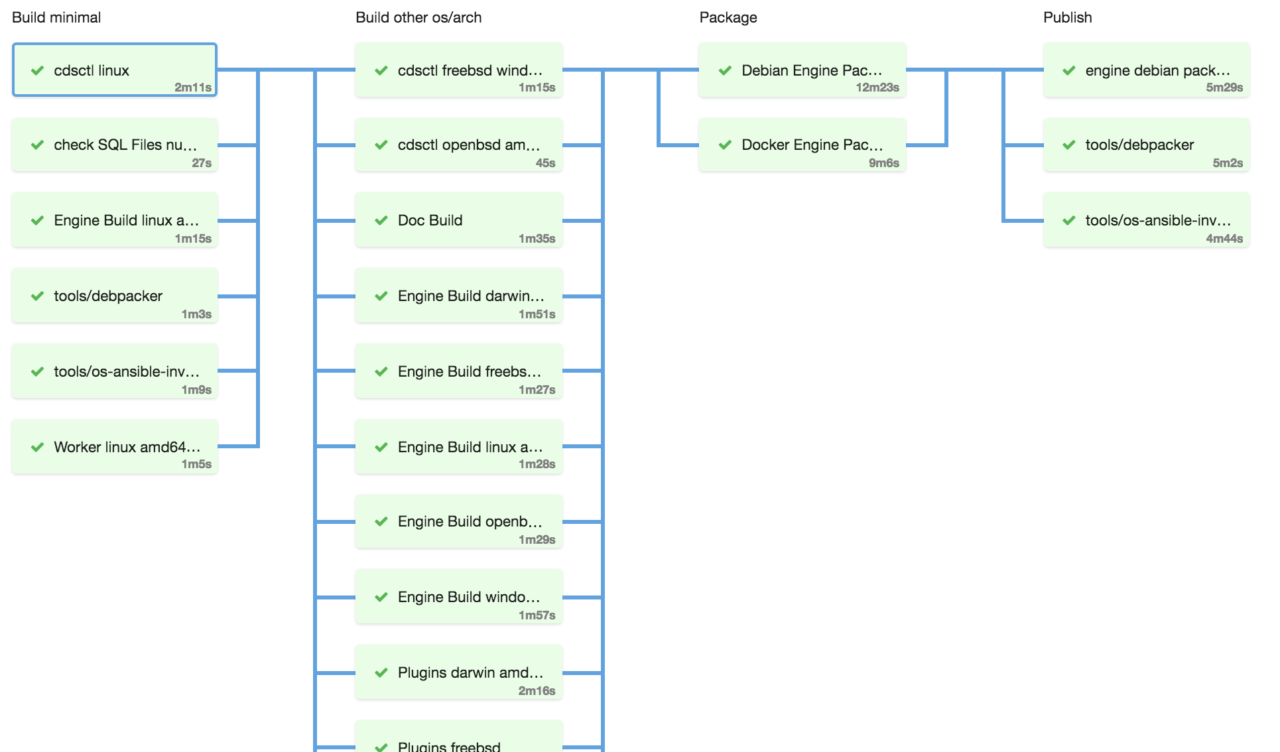 Build minimal
cdsctl linux
2m11s
check SQL Files nu...
27s
Engine Build linux a...
1m15s
tools/debpacker
1m3s
tools/os-ansible-inv...
1m9s
Worker linux amd64...
1m5s
Build other os/arch
cdsctl freebsd wind...
1m15s
cdsctl openbsd am...
45s
Doc Build
1m35s
Engine Build darwin...
1m51s
Engine Build freebs...
1m27s
Engine Build linux a...
1m28s
Engine Build openb...
1m29s
Engine Build windo...
1m57s
Plugins darwin amd...
2m16s
Plugins freebsd
Package
Debian Engine Pac...
12m23s
Docker Engine Pac...
9m6s
Publish
engine debian pack...
5m29s
tools/debpacker
5m2s
tools/os-ansible-inv...
4m44s